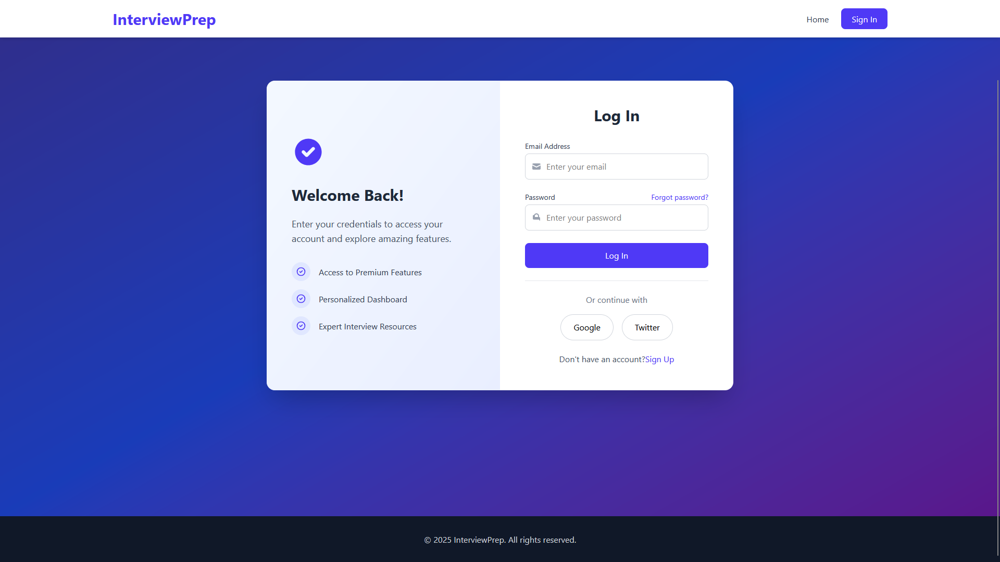 InterviewPrep
Home
Sign In
Welcome Back!
Enter your credentials to access your
account and explore amazing features.
Access to Premium Features
Personalized Dashboard
Expert Interview Resources
Log In
Email Address
Enter your email
Password
Forgot password?
Enter your password
Log In
Or continue with
Google
Twitter
Don't have an account?Sign Up
© 2025 InterviewPrep. All rights reserved.